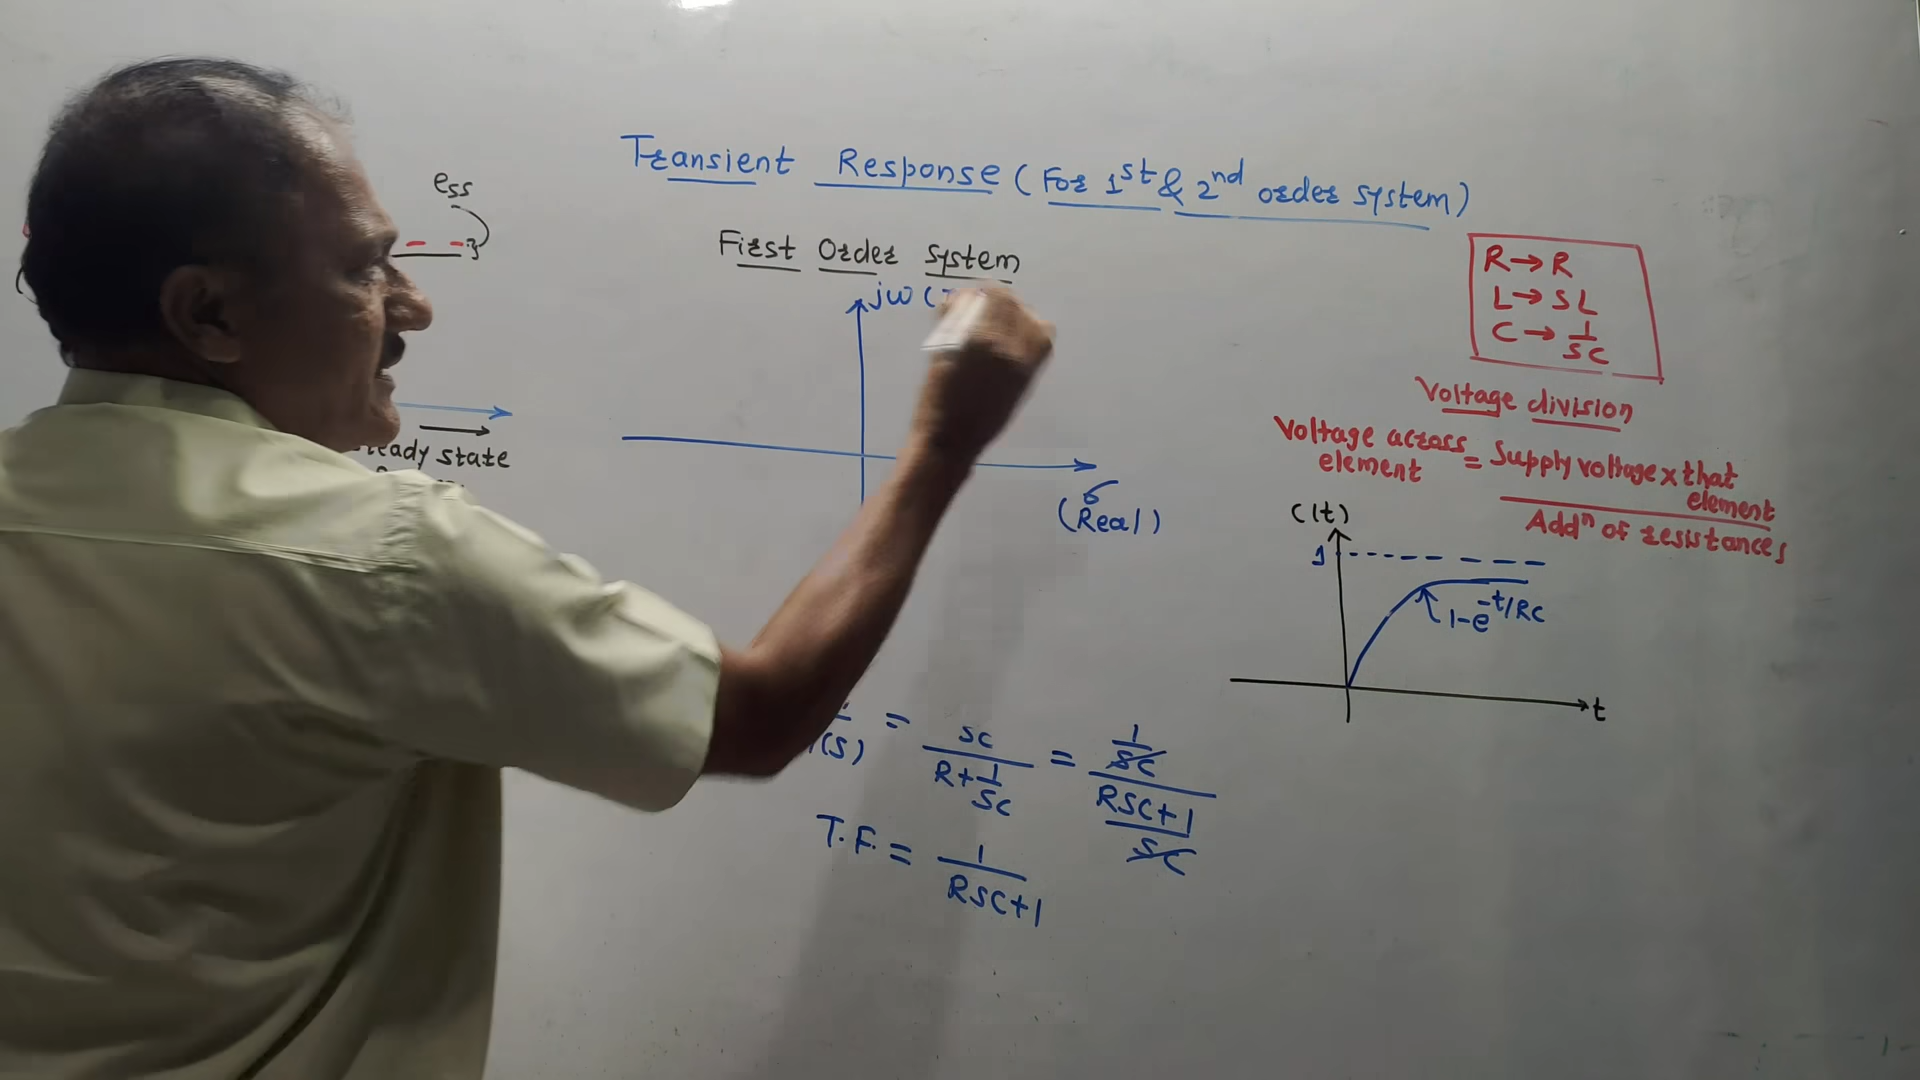 Transient Response (For 1st & 2nd order system)
ess
First Order System
jω (
σ
(Real)
steady state
R → R
L → SL
C → 1/SC
Voltage division
Voltage across element = Supply voltage x that element / Addn of resistances
C(t)
1
1-e^-t/RC
t
(S) = SC / R+1/SC = 1/SC / RSC+1/SC
T.F. = 1/RSC+1